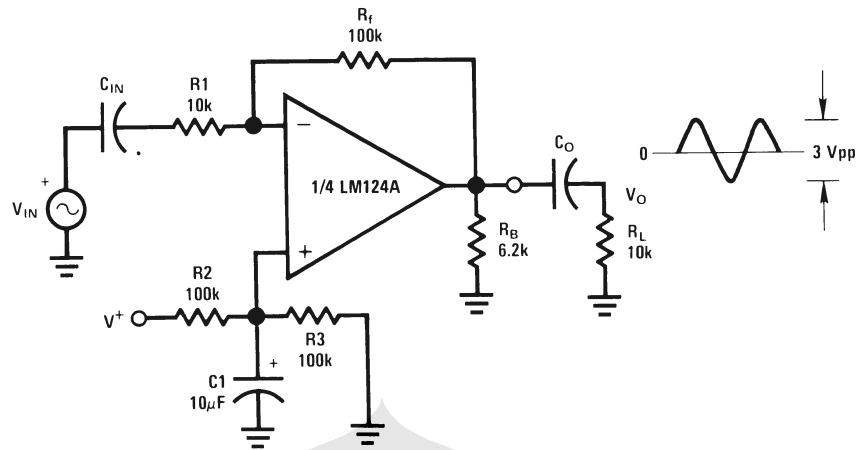 Rf
100k
CIN
R1
10k
CO
0
3 Vpp
+
−
1/4 LM124A
VIN
VO
RB
6.2k
RL
10k
+
R2
100k
V+
R3
100k
+
C1
10μF